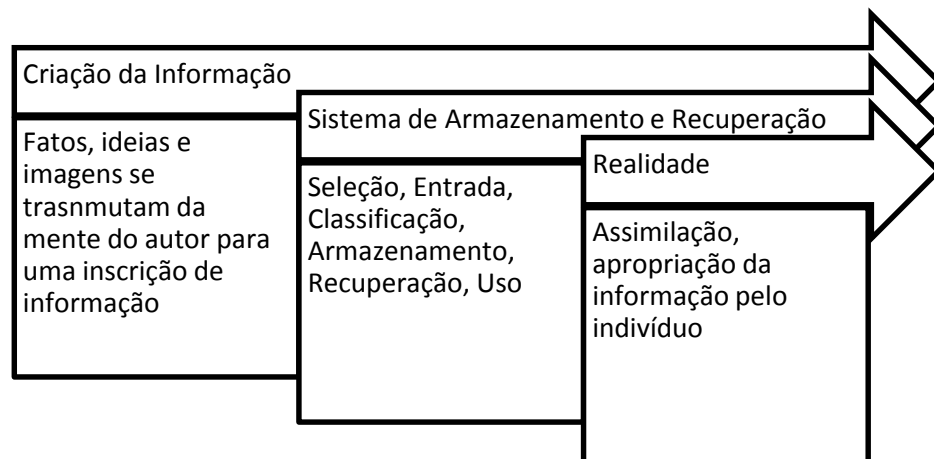 Criação da Informação
Fatos, ideias e
imagens se
trasnmutam da
mente do autor para
uma inscrição de
informação
Sistema de Armazenamento e Recuperação
Seleção, Entrada,
Classificação,
Armazenamento,
Recuperação, Uso
Realidade
Assimilação,
apropriação da
informação pelo
indivíduo